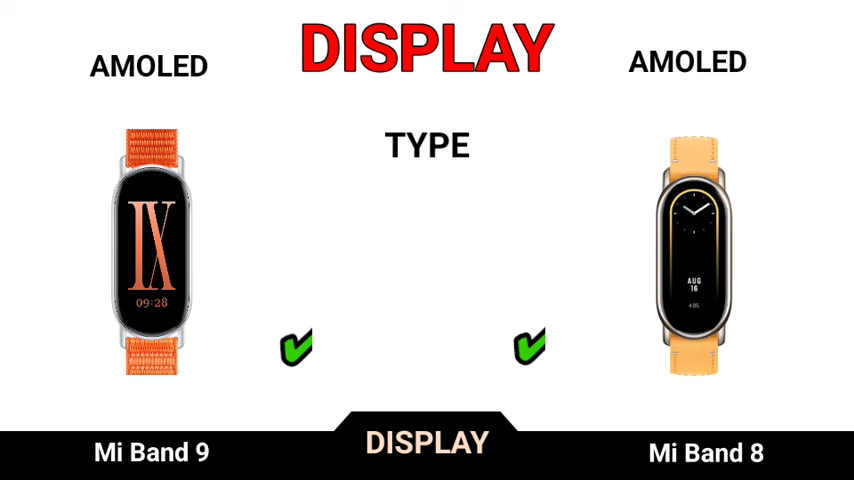 DISPLAY
AMOLED
AMOLED
TYPE
IX
09:28
AUG
16
Mi Band 9
DISPLAY
Mi Band 8